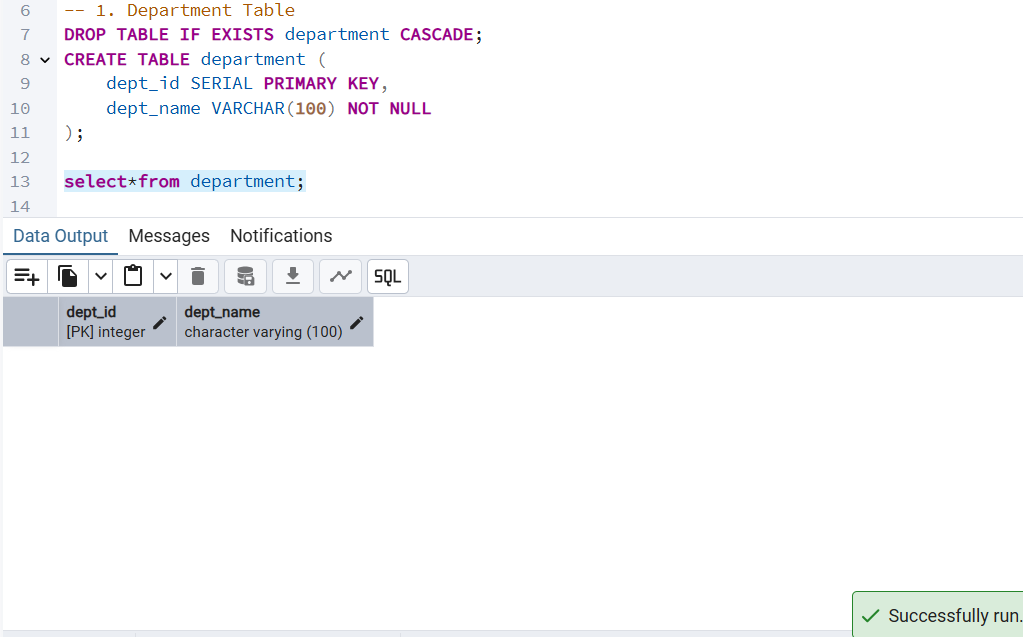 6 -- 1. Department Table
7 DROP TABLE IF EXISTS department CASCADE;
8 CREATE TABLE department (
9 dept_id SERIAL PRIMARY KEY,
10 dept_name VARCHAR(100) NOT NULL
11 );
12
13 select*from department;
14
Data Output Messages Notifications
SQL
dept_id dept_name
[PK] integer character varying (100)
Successfully run.